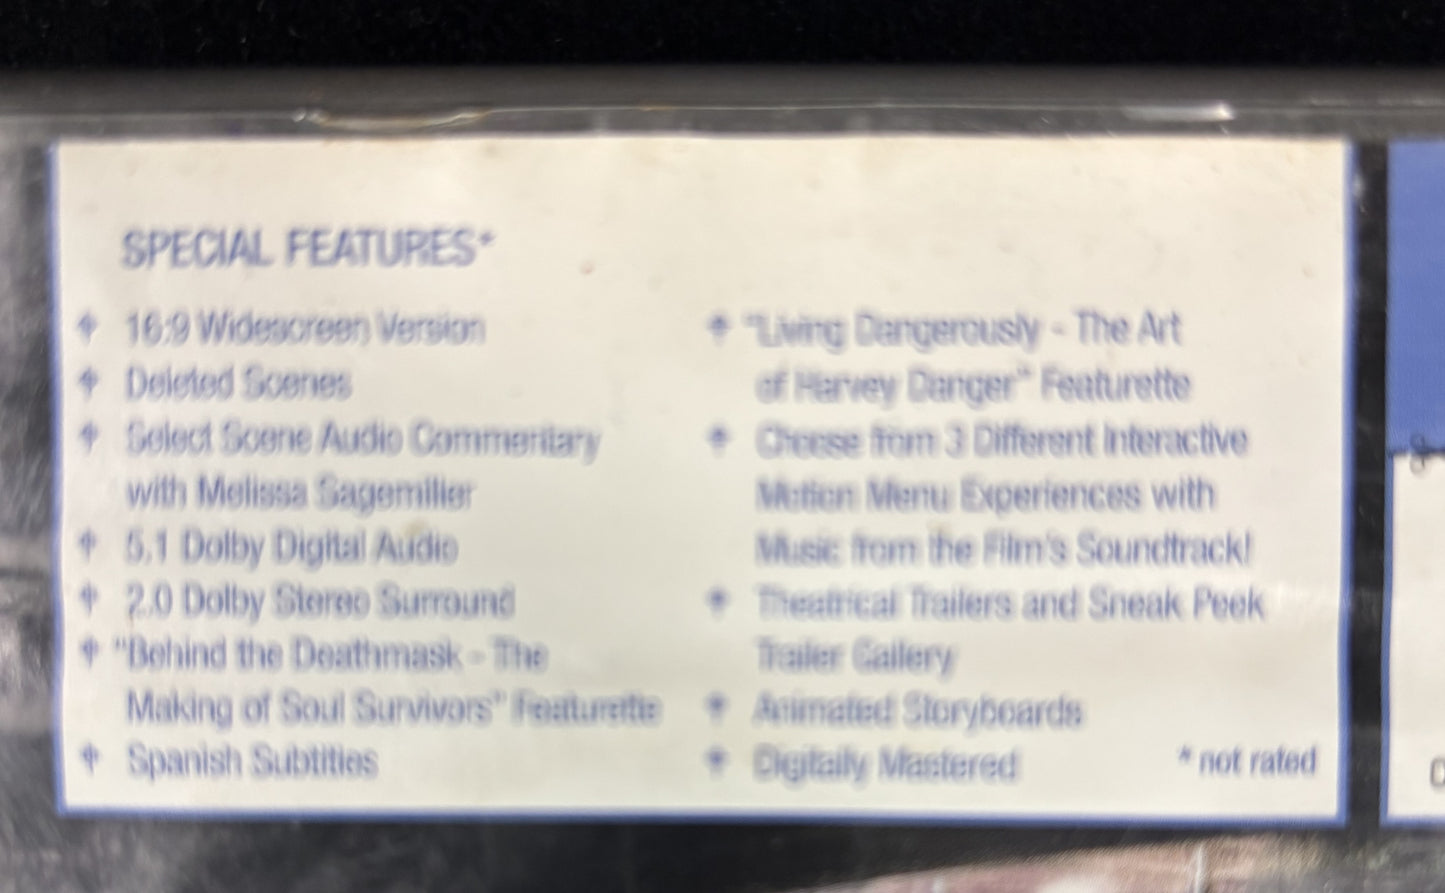 SPECIAL FEATURES*
16:9 Widescreen Version
Deleted Scenes
Select Scene Audio Commentary
with Melissa Sagemiller
5.1 Dolby Digital Audio
2.0 Dolby Stereo Surround
"Behind the Deathmask - The
Making of Soul Survivors" Featurette
Spanish Subtitles
"Living Dangerously - The Art
of Harvey Danger" Featurette
Choose from 3 Different Interactive
Motion Menu Experiences with
Music from the Film's Soundtrack!
Theatrical Trailers and Sneak Peek
Trailer Gallery
Animated Storyboards
Digitally Mastered
* not rated